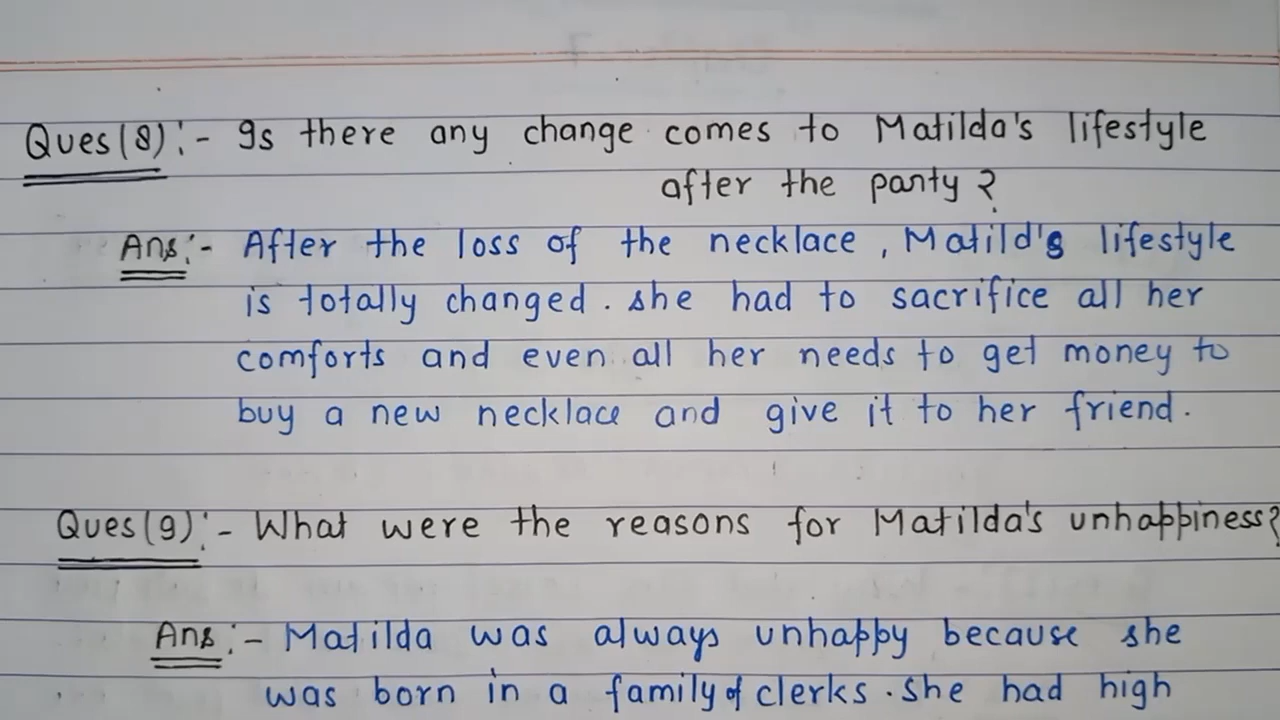 Ques(8):- Is there any change comes to Matilda's lifestyle
after the party?
Ans:- After the loss of the necklace, Matild's lifestyle
is totally changed. she had to sacrifice all her
comforts and even all her needs to get money to
buy a new necklace and give it to her friend.
Ques(9):- What were the reasons for Matilda's unhappiness?
Ans:- Matilda was always unhappy because she
was born in a family of clerks. She had high